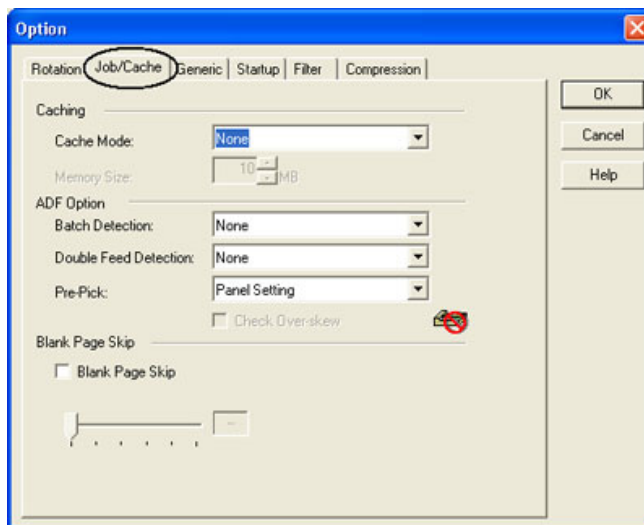 Option
Rotation Job/Cache Generic Startup Filter Compression
OK
Cancel
Help
Caching
Cache Mode: None
Memory Size: 10 MB
ADF Option
Batch Detection: None
Double Feed Detection: None
Pre-Pick: Panel Setting
Check Over-skew
Blank Page Skip
Blank Page Skip
--